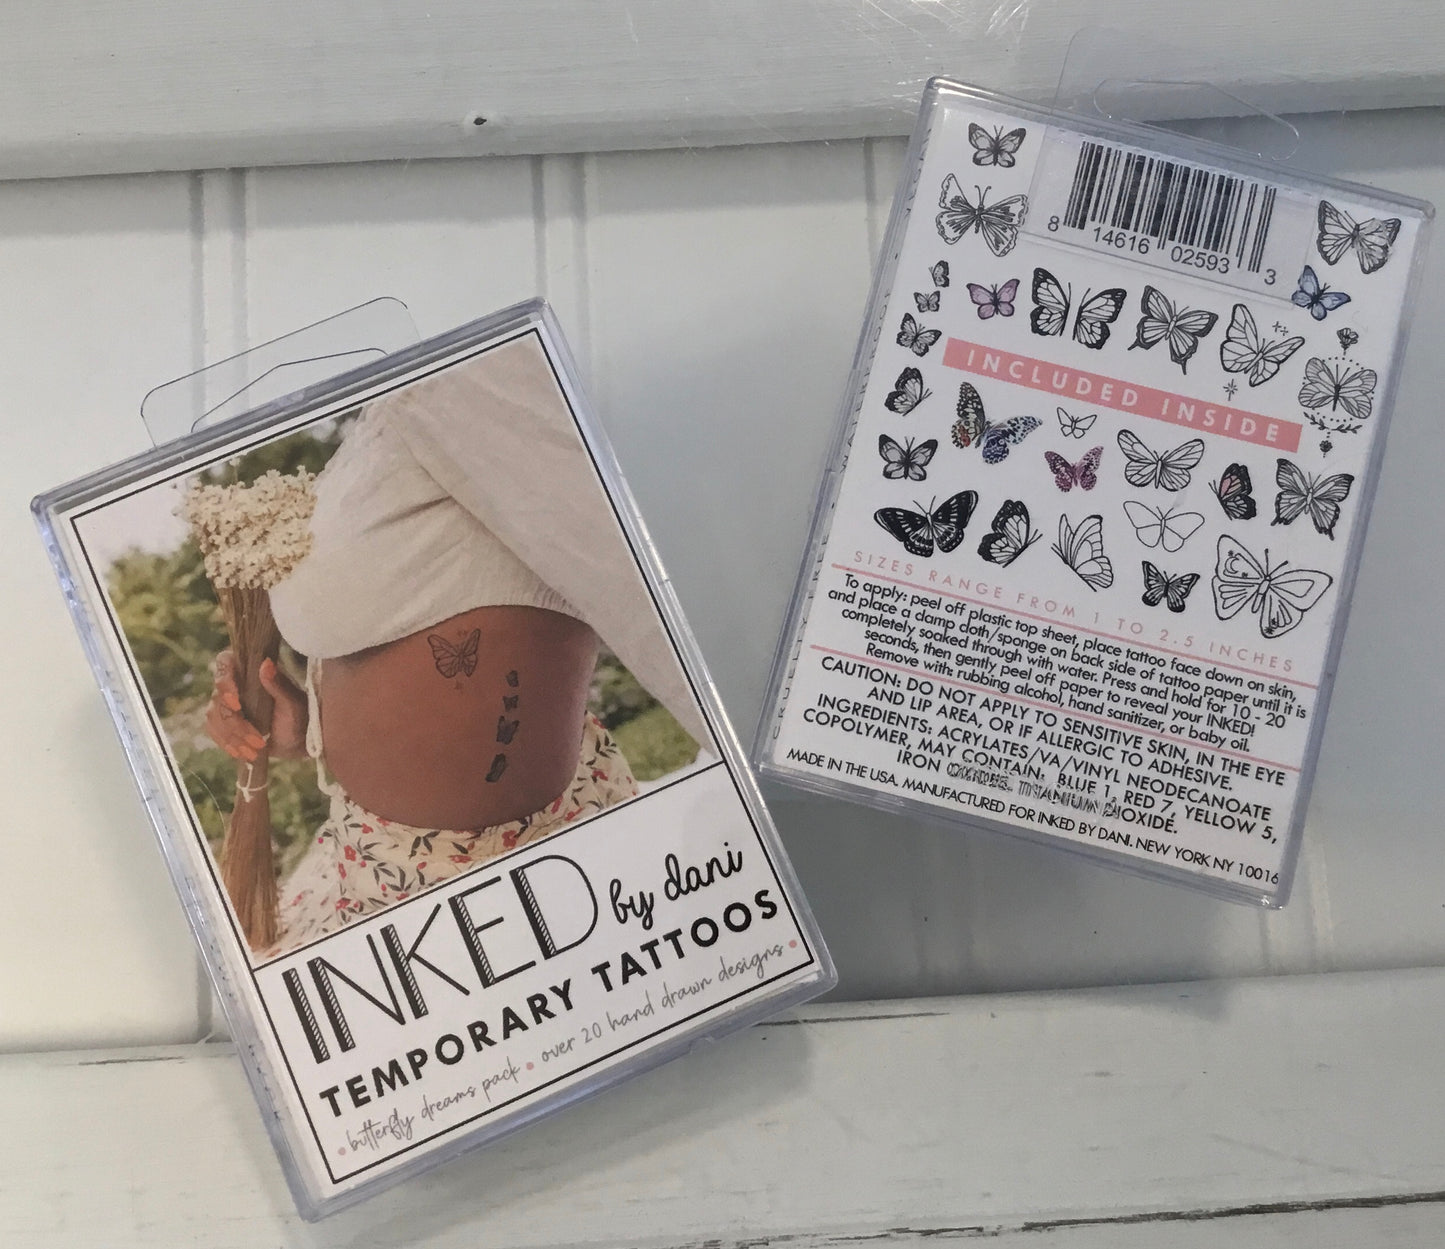 INKED by dani
TEMPORARY TATTOOS
• butterfly dreams pack • over 20 hand drawn designs •
8 14616 02593 3
INCLUDED INSIDE
SIZES RANGE FROM 1 TO 2.5 INCHES
To apply: peel off plastic top sheet, place tattoo face down on skin,
and place a damp cloth/sponge on back side of tattoo paper until it is
completely soaked through with water. Press and hold for 10 - 20
seconds, then gently peel off paper to reveal your INKED!
Remove with: rubbing alcohol, hand sanitizer, or baby oil.
CAUTION: DO NOT APPLY TO SENSITIVE SKIN, IN THE EYE
AND LIP AREA, OR IF ALLERGIC TO ADHESIVE.
INGREDIENTS: ACRYLATES/VA/VINYL NEODECANOATE
COPOLYMER, MAY CONTAIN: BLUE 1, RED 7, YELLOW 5,
IRON OXIDES, TITANIUM DIOXIDE.
MADE IN THE USA. MANUFACTURED FOR INKED BY DANI. NEW YORK NY 10016